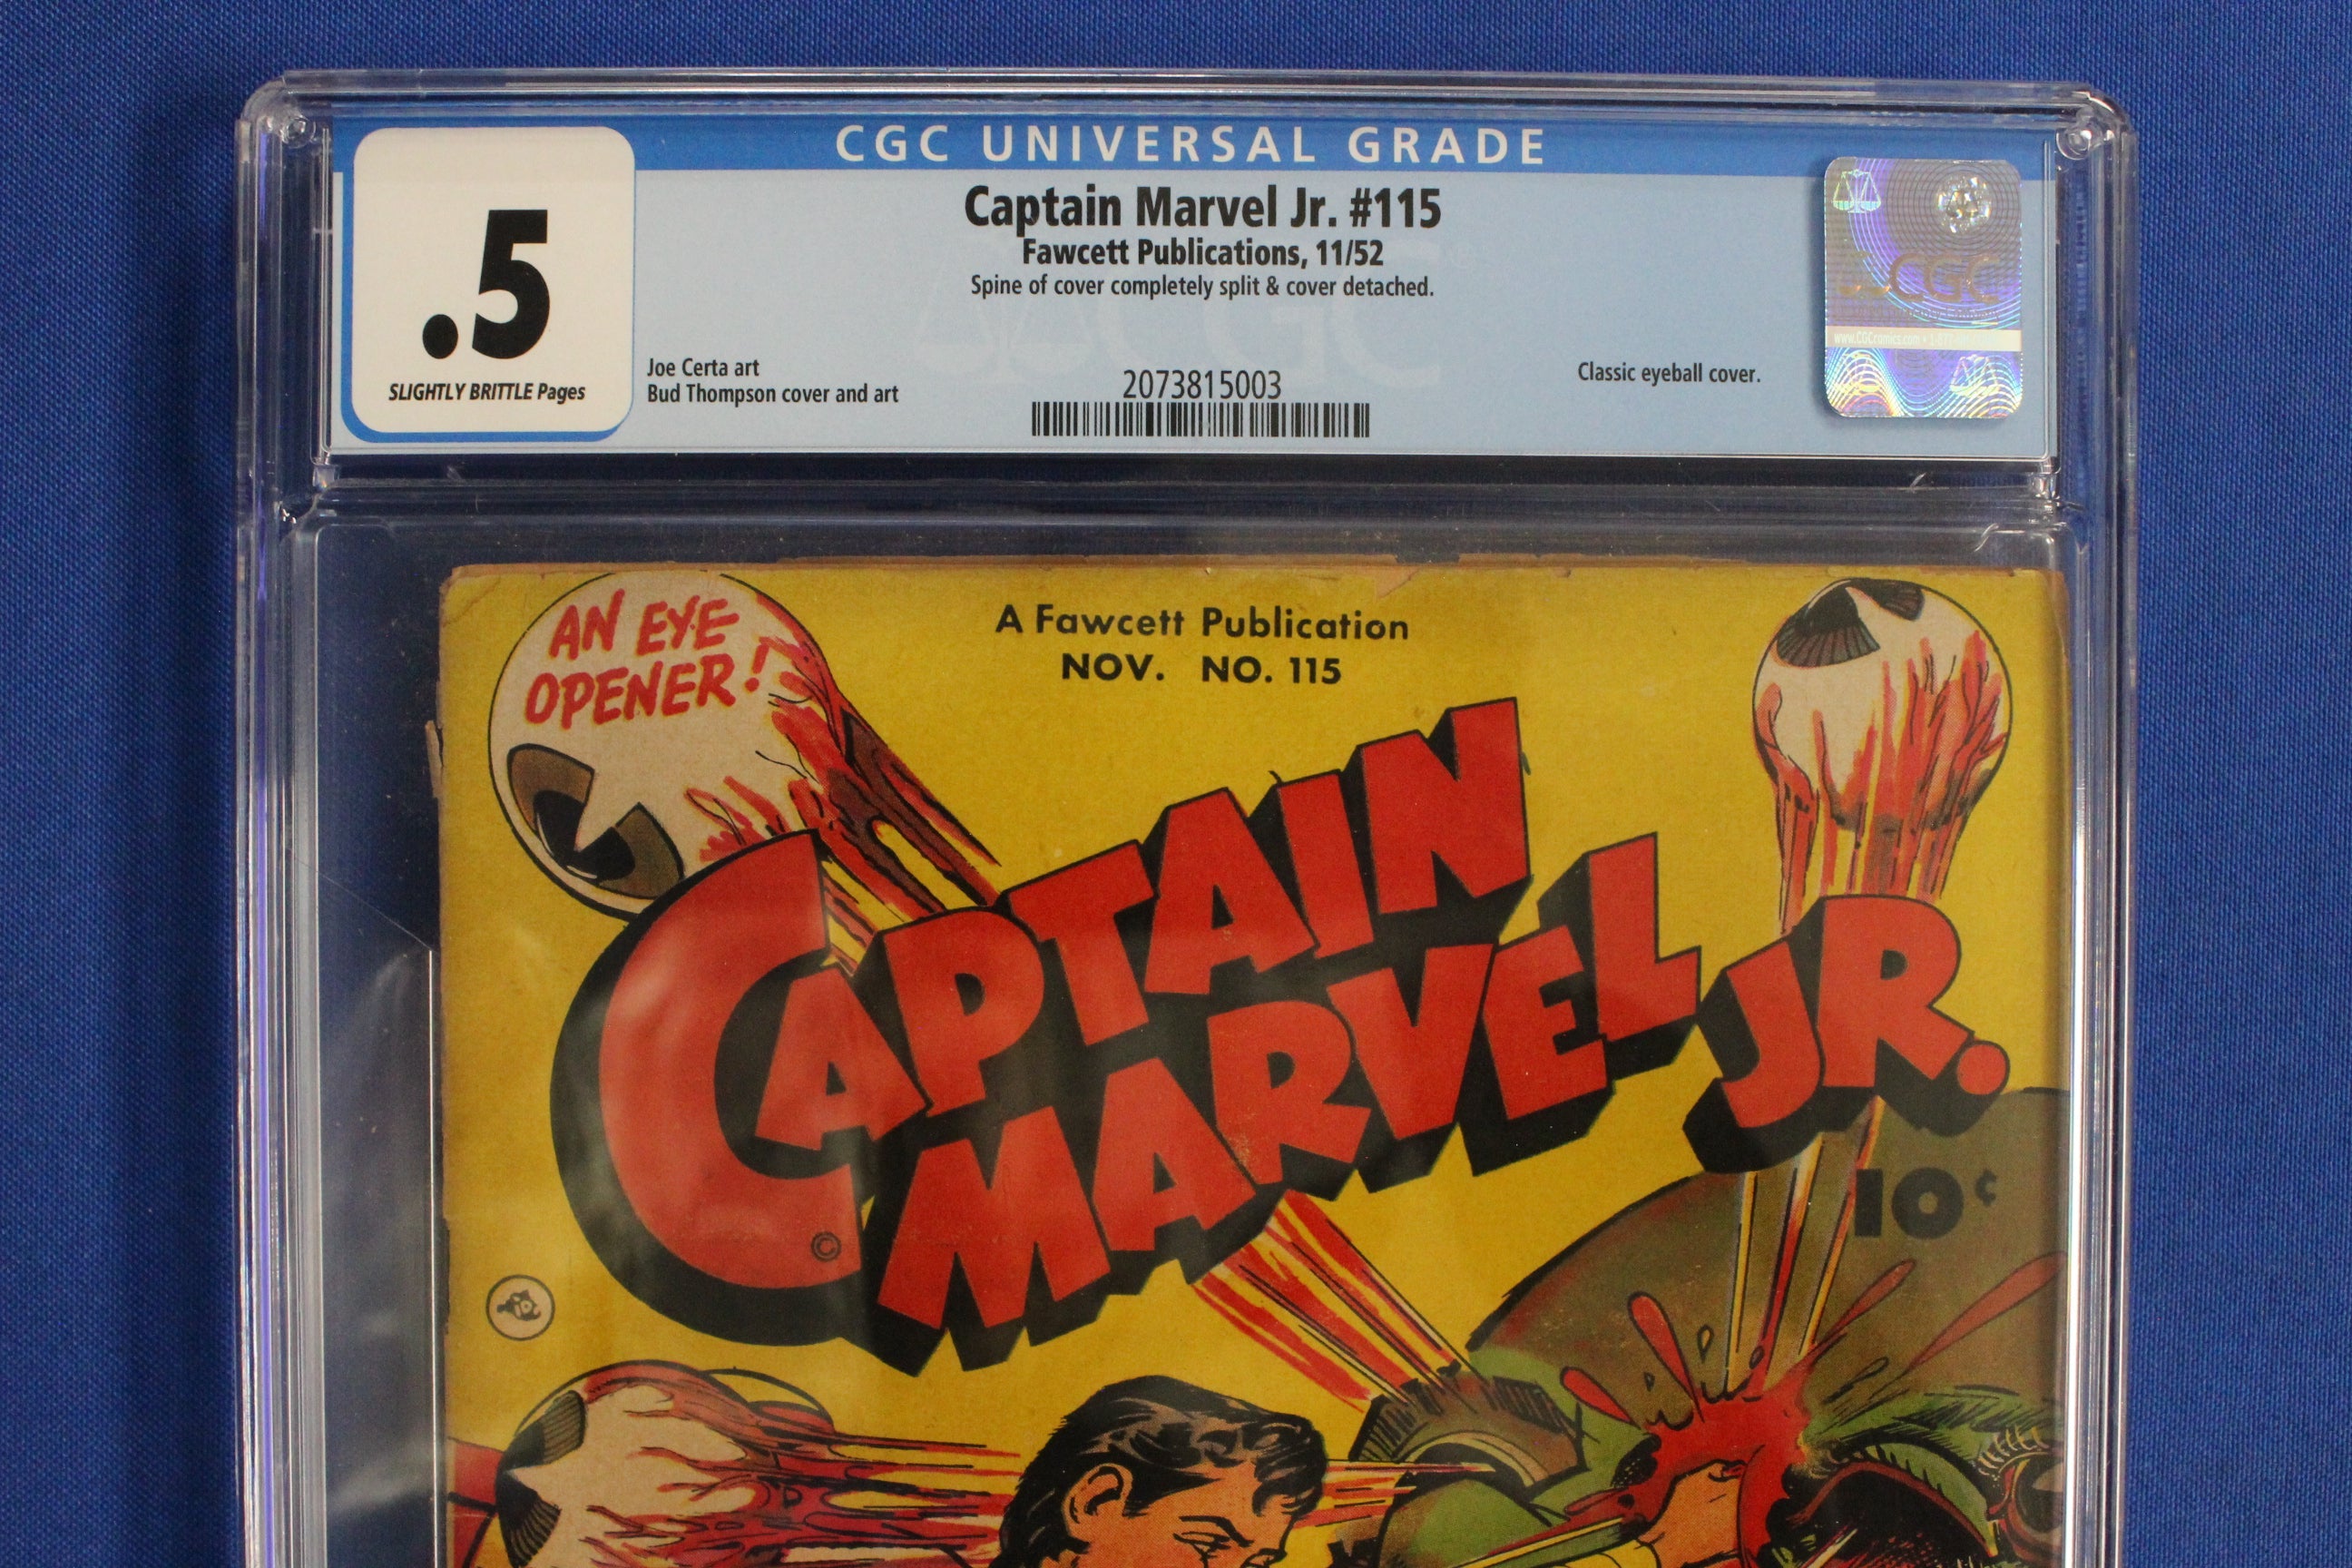 CGC UNIVERSAL GRADE
.5
SLIGHTLY BRITTLE Pages
Captain Marvel Jr. #115
Fawcett Publications, 11/52
Spine of cover completely split & cover detached.
Joe Certa art
Bud Thompson cover and art
2073815003
Classic eyeball cover.
CGC
AN EYE
OPENER!
A Fawcett Publication
NOV. NO. 115
CAPTAIN
MARVEL JR.
©
10¢